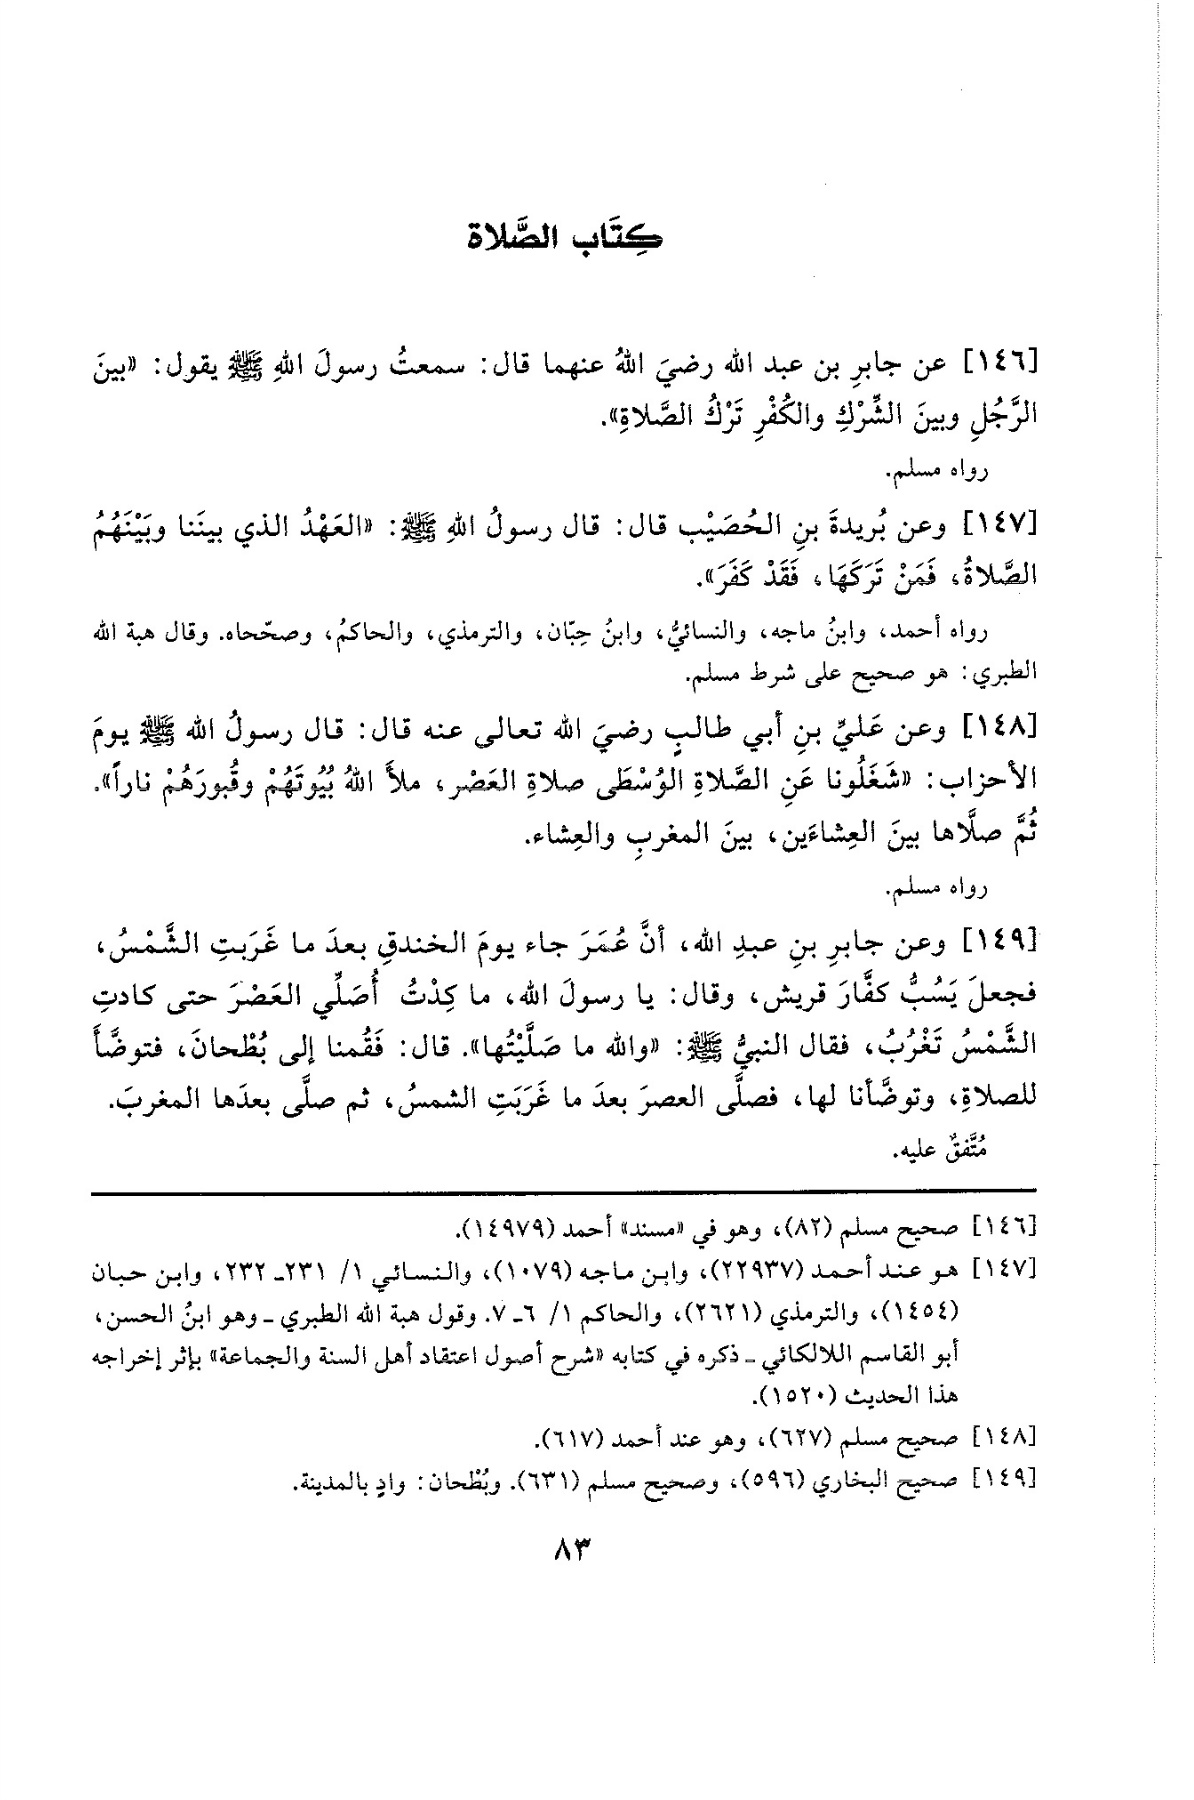 كِتَاب الصَّلاة
[١٤٦] عن جابرِ بن عبد الله رضيَ اللهُ عنهما قال: سمعتُ رسولَ اللهِ ﷺ يقول: «بينَ
الرَّجُلِ وبينَ الشِّرْكِ والكُفْرِ تَرْكُ الصَّلاةِ».
رواه مسلم.
[١٤٧] وعن بُريدةَ بنِ الحُصَيْب قال: قال رسولُ اللهِ ﷺ: «العَهْدُ الذي بينَنا وبَيْنَهُمُ
الصَّلاةُ، فَمَنْ تَرَكَهَا، فَقَدْ كَفَرَ».
رواه أحمد، وابنُ ماجه، والنسائيُّ، وابنُ حِبّان، والترمذي، والحاكمُ، وصحّحاه. وقال هبة الله
الطبري: هو صحيح على شرط مسلم.
[١٤٨] وعن عَليِّ بنِ أبي طالبٍ رضيَ الله تعالى عنه قال: قال رسولُ الله ﷺ يومَ
الأحزاب: «شَغَلُونا عَنِ الصَّلاةِ الوُسْطَى صلاةِ العَصْر، ملأَ اللهُ بُيُوتَهُمْ وقُبورَهُمْ ناراً».
ثُمَّ صلَّاها بينَ العِشاءَين، بينَ المغربِ والعِشاء.
رواه مسلم.
[١٤٩] وعن جابرِ بنِ عبدِ الله، أنَّ عُمَرَ جاء يومَ الخندقِ بعدَ ما غَرَبتِ الشَّمْسُ،
فجعلَ يَسُبُّ كفَّارَ قريش، وقال: يا رسولَ الله، ما كِدْتُ أُصَلِّي العَصْرَ حتى كادتِ
الشَّمْسُ تَغْرُبُ، فقال النبيُّ ﷺ: «والله ما صَلَّيْتُها». قال: فَقُمنا إلى بُطْحانَ، فتوضَّأَ
للصلاةِ، وتوضَّأنا لها، فصلَّى العصرَ بعدَ ما غَرَبَتِ الشمسُ، ثم صلَّى بعدَها المغربَ.
مُتَّفقٌ عليه.
[١٤٦] صحيح مسلم (٨٢)، وهو في «مسند» أحمد (١٤٩٧٩).
[١٤٧] هو عند أحمد (٢٢٩٣٧)، وابن ماجه (١٠٧٩)، والنسائي ١/ ٢٣١ـ ٢٣٢، وابن حبان
(١٤٥٤)، والترمذي (٢٦٢١)، والحاكم ١/ ٦ـ ٧. وقول هبة الله الطبري ـ وهو ابنُ الحسن،
أبو القاسم اللالكائي ـ ذكره في كتابه «شرح أصول اعتقاد أهل السنة والجماعة» بإثر إخراجه
هذا الحديث (١٥٢٠).
[١٤٨] صحيح مسلم (٦٢٧)، وهو عند أحمد (٦١٧).
[١٤٩] صحيح البخاري (٥٩٦)، وصحيح مسلم (٦٣١). وبُطْحان: وادٍ بالمدينة.
٨٣